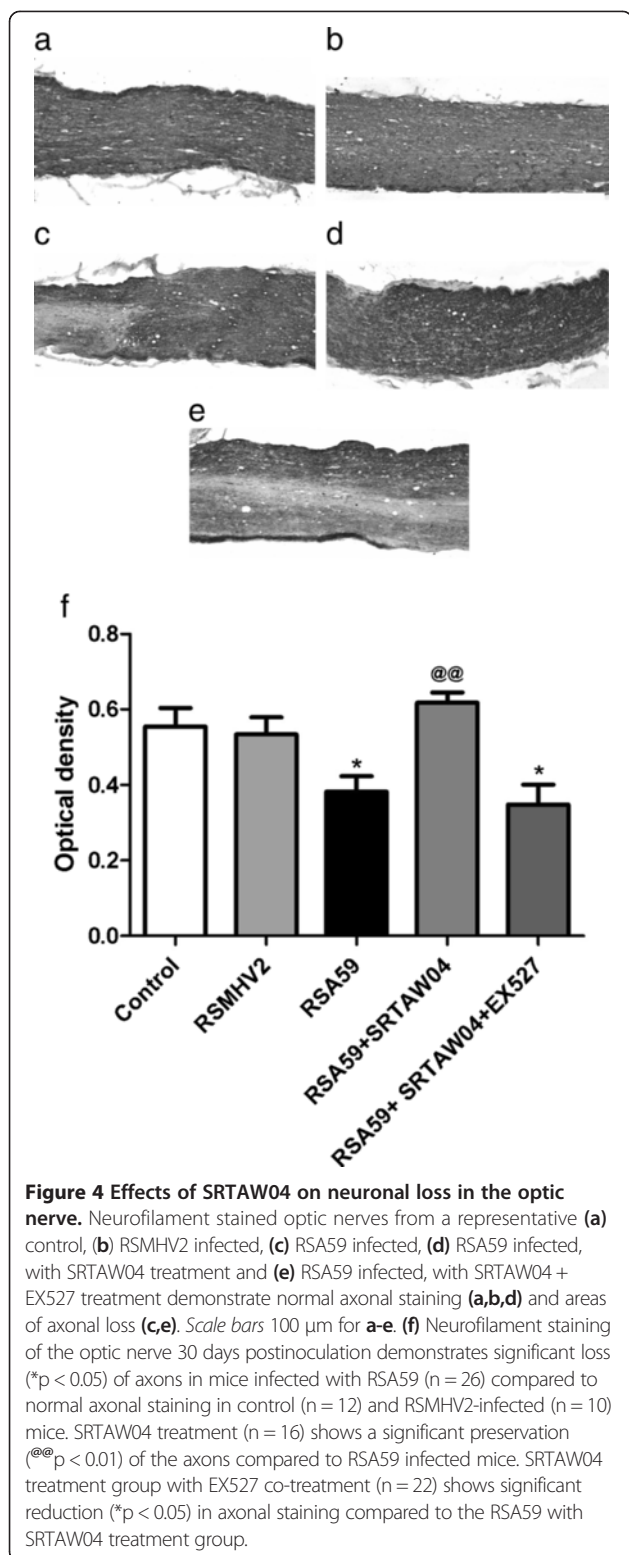 a
b
c
d
e
f
0.8
0.6
0.4
0.2
0.0
Optical density
*
@@
*
Control
RSMHV2
RSA59
RSA59+SRTAW04
RSA59+ SRTAW04+EX527
Figure 4 Effects of SRTAW04 on neuronal loss in the optic
nerve. Neurofilament stained optic nerves from a representative (a)
control, (b) RSMHV2 infected, (c) RSA59 infected, (d) RSA59 infected,
with SRTAW04 treatment and (e) RSA59 infected, with SRTAW04 +
EX527 treatment demonstrate normal axonal staining (a,b,d) and areas
of axonal loss (c,e). Scale bars 100 μm for a-e. (f) Neurofilament staining
of the optic nerve 30 days postinoculation demonstrates significant loss
(*p < 0.05) of axons in mice infected with RSA59 (n = 26) compared to
normal axonal staining in control (n = 12) and RSMHV2-infected (n = 10)
mice. SRTAW04 treatment (n = 16) shows a significant preservation
(@@p < 0.01) of the axons compared to RSA59 infected mice. SRTAW04
treatment group with EX527 co-treatment (n = 22) shows significant
reduction (*p < 0.05) in axonal staining compared to the RSA59 with
SRTAW04 treatment group.